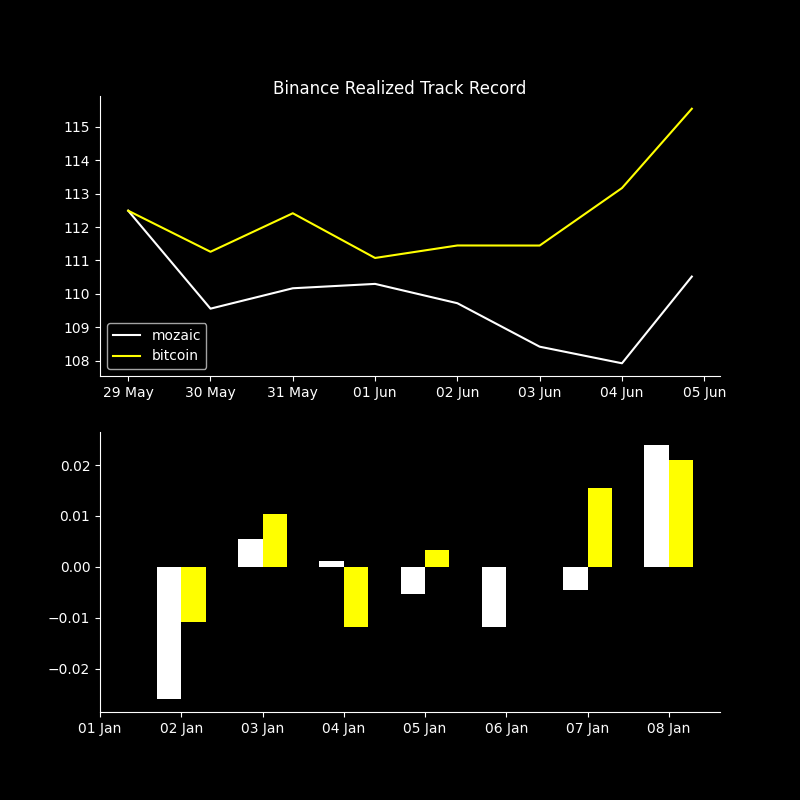 Binance Realized Track Record
115
114
113
112
111
110
109
108
mozaic
bitcoin
29 May 30 May 31 May 01 Jun 02 Jun 03 Jun 04 Jun 05 Jun
0.02
0.01
0.00
−0.01
−0.02
01 Jan 02 Jan 03 Jan 04 Jan 05 Jan 06 Jan 07 Jan 08 Jan